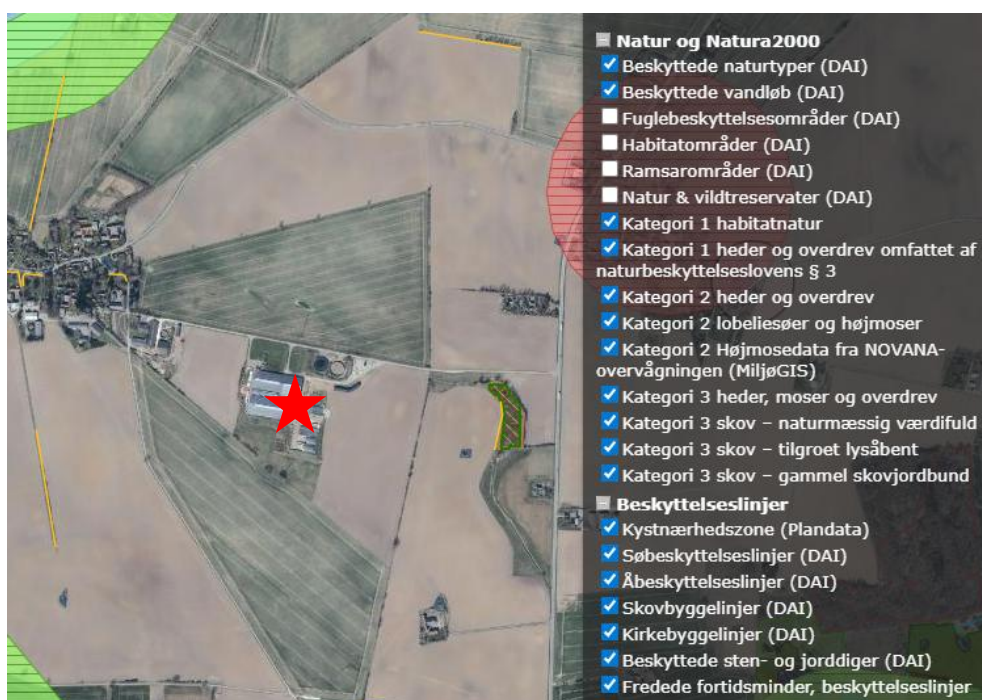 Natur og Natura2000
Beskyttede naturtyper (DAI)
Beskyttede vandløb (DAI)
Fuglebeskyttelsesområder (DAI)
Habitatområder (DAI)
Ramsarområder (DAI)
Natur & vildtreservater (DAI)
Kategori 1 habitatnatur
Kategori 1 heder og overdrev omfattet af
naturbeskyttelseslovens § 3
Kategori 2 heder og overdrev
Kategori 2 lobeliesøer og højmoser
Kategori 2 Højmosedata fra NOVANA-
overvågningen (MiljøGIS)
Kategori 3 heder, moser og overdrev
Kategori 3 skov – naturmæssig værdifuld
Kategori 3 skov – tilgroet lysåbent
Kategori 3 skov – gammel skovjordbund
Beskyttelseslinjer
Kystnærhedszone (Plandata)
Søbeskyttelseslinjer (DAI)
Åbeskyttelseslinjer (DAI)
Skovbyggelinjer (DAI)
Kirkebyggelinjer (DAI)
Beskyttede sten- og jorddiger (DAI)
Fredede fortidsminder, beskyttelseslinjer